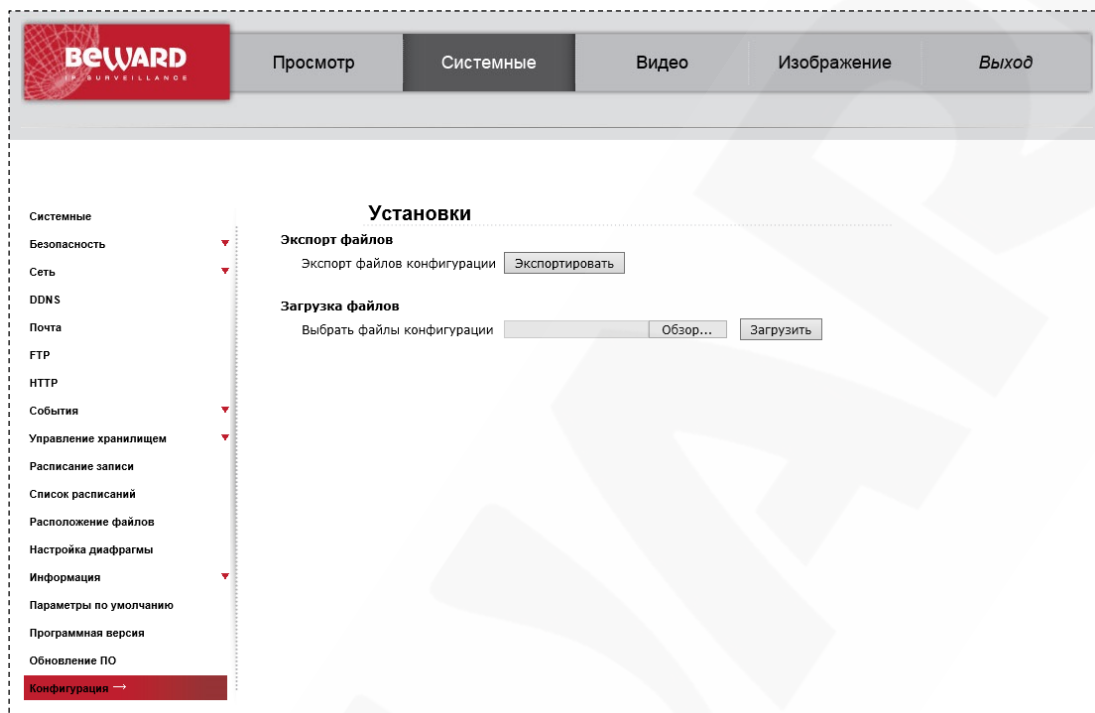 BEWARD
IP SURVEILLANCE
Просмотр Системные Видео Изображение Выход
Системные
Безопасность
Сеть
DDNS
Почта
FTP
HTTP
События
Управление хранилищем
Расписание записи
Список расписаний
Расположение файлов
Настройка диафрагмы
Информация
Параметры по умолчанию
Программная версия
Обновление ПО
Конфигурация →
Установки
Экспорт файлов
Экспорт файлов конфигурации Экспортировать
Загрузка файлов
Выбрать файлы конфигурации Обзор... Загрузить